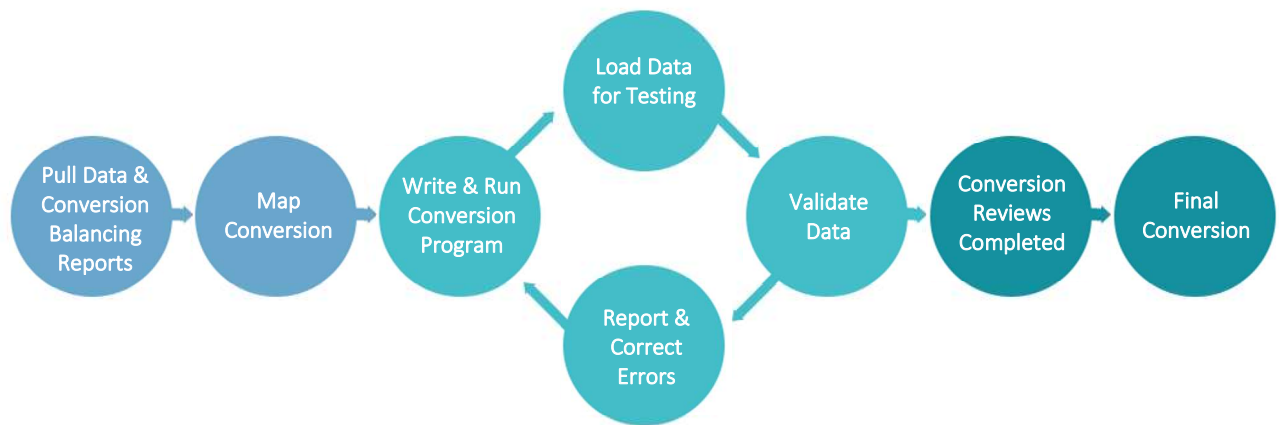 Pull Data &
Conversion
Balancing
Reports
Map
Conversion
Write & Run
Conversion
Program
Load Data
for Testing
Validate
Data
Report &
Correct
Errors
Conversion
Reviews
Completed
Final
Conversion